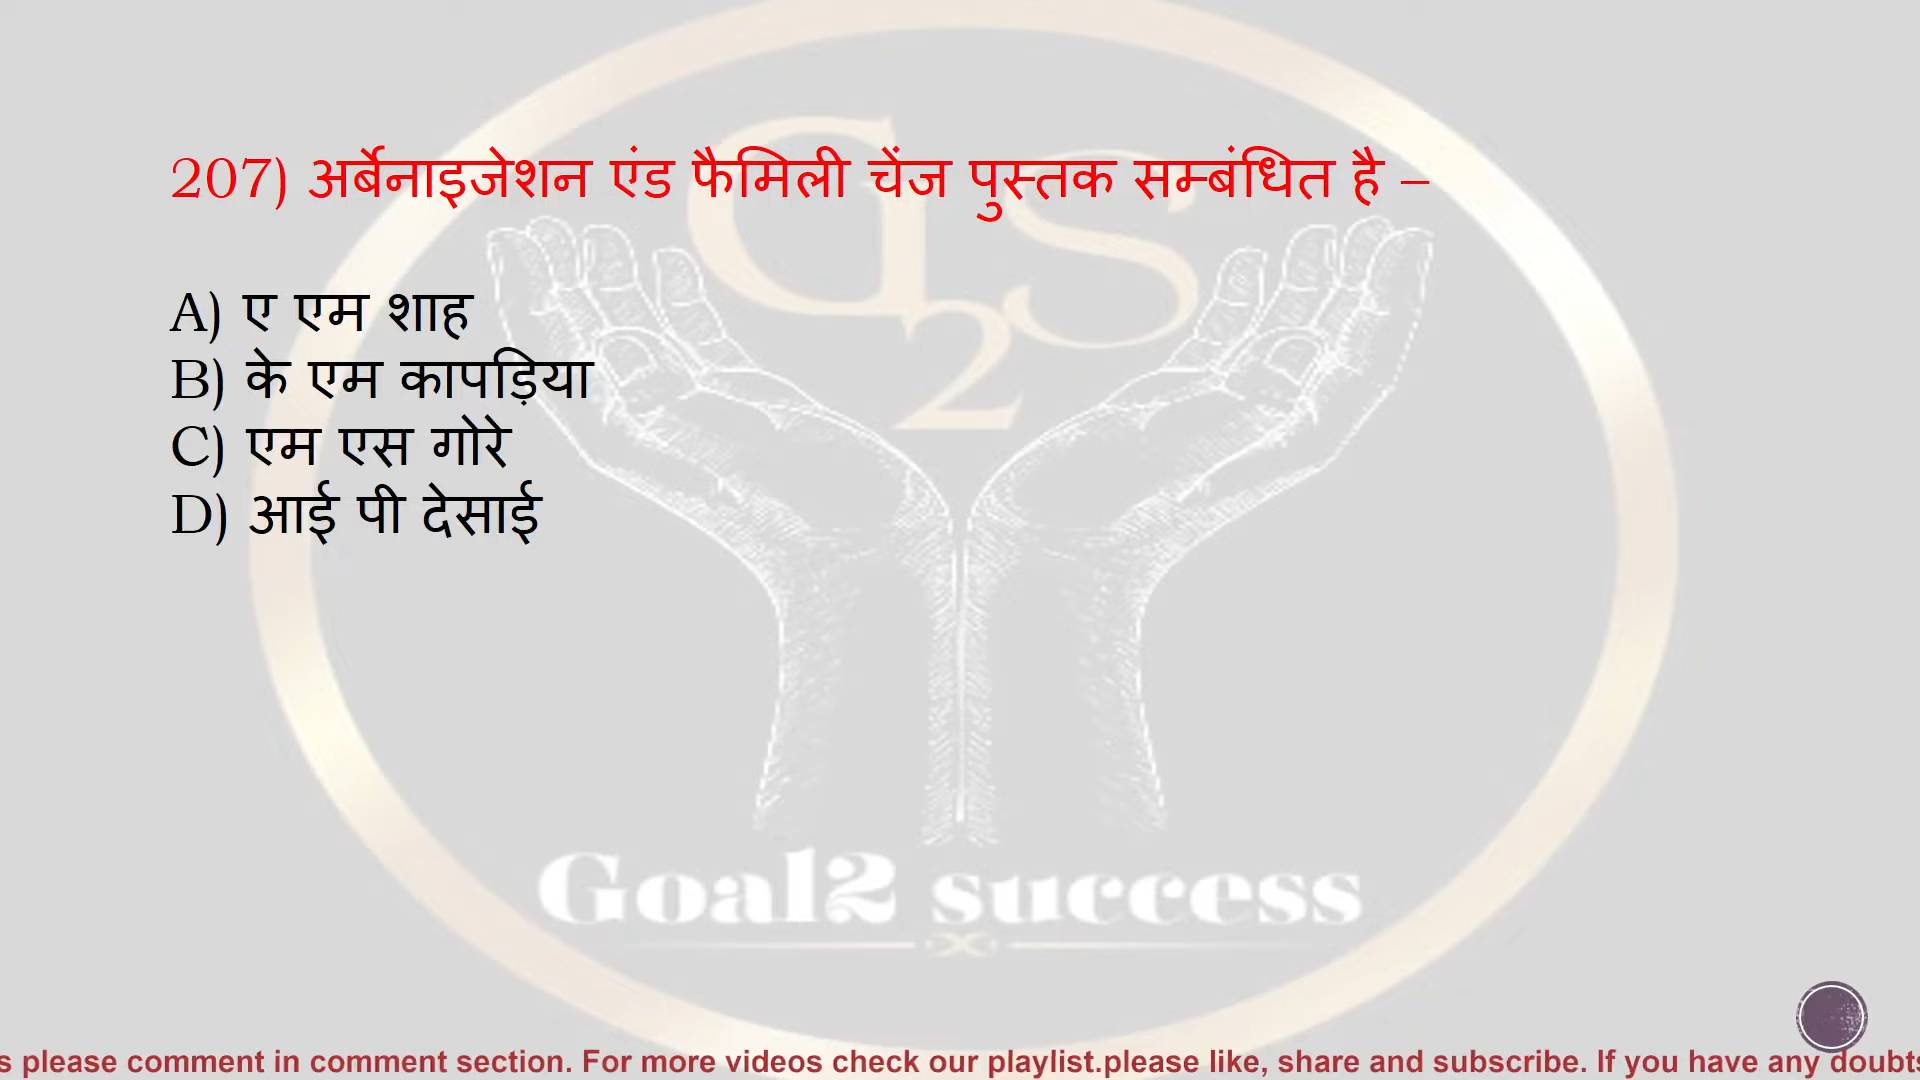 207) अर्बेनाइजेशन एंड फैमिली चेंज पुस्तक सम्बंधित है –
A) ए एम शाह
B) के एम कापड़िया
C) एम एस गोरे
D) आई पी देसाई
G2S
Goal2 success
s please comment in comment section. For more videos check our playlist.please like, share and subscribe. If you have any doubts